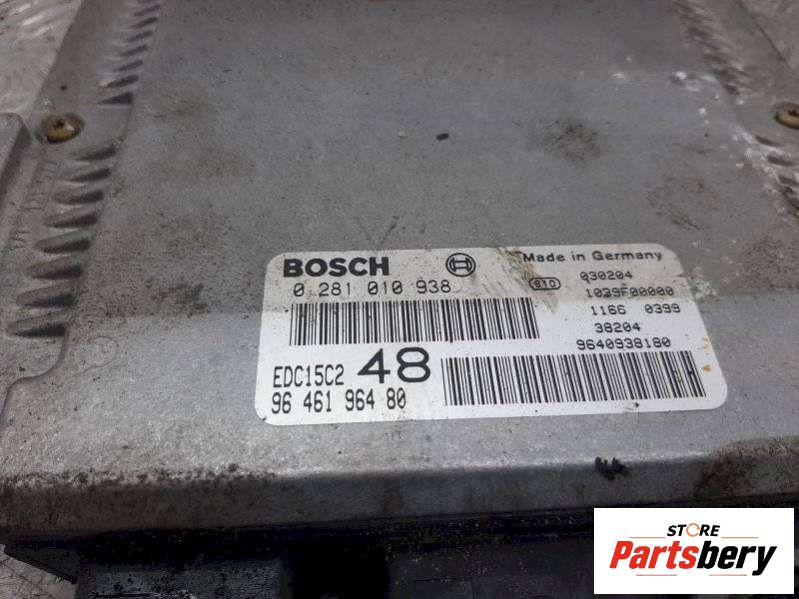 BOSCH Made in Germany
0 281 010 938 610 030204
1039F00000
1166 0399
38204
9640938180
EDC15C2 48
96 461 964 80
STORE
Partsbery